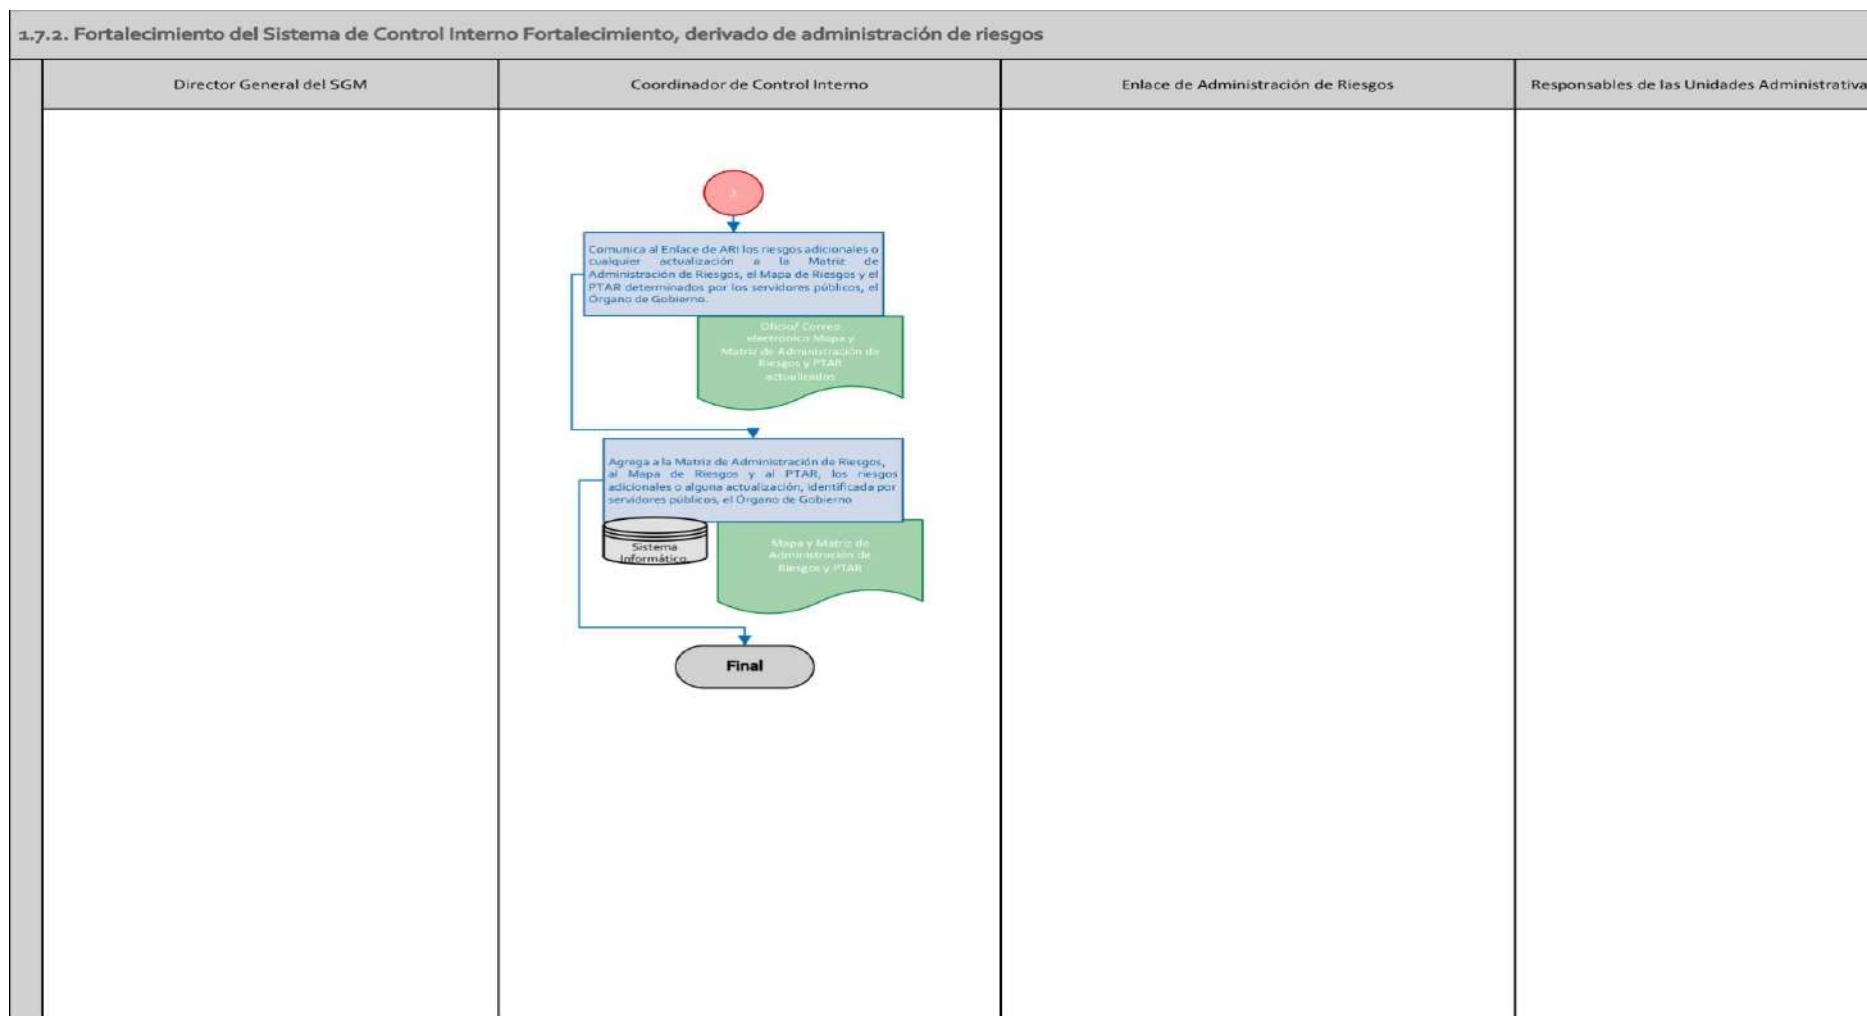 1.7.2. Fortalecimiento del Sistema de Control Interno Fortalecimiento, derivado de administración de riesgos
Director General del SGM
Coordinador de Control Interno
Enlace de Administración de Riesgos
Responsables de las Unidades Administrativa
Comunica al Enlace de ARI los riesgos adicionales o
cualquier actualización a la Matriz de
Administración de Riesgos, el Mapa de Riesgos y el
PTAR determinados por los servidores públicos, el
Órgano de Gobierno.
Oficio/ Correo
electrónico Mapa y
Matriz de Administración de
Riesgos y PTAR
actualizados
Agrega a la Matriz de Administración de Riesgos,
al Mapa de Riesgos y al PTAR, los riesgos
adicionales o alguna actualización, identificada por
servidores públicos, el Órgano de Gobierno
Sistema
Informático.
Mapa y Matriz de
Administración de
Riesgos y PTAR
Final